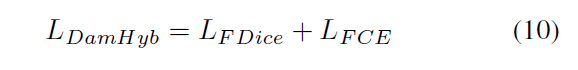 L_{DamHyb} = L_{FDice} + L_{FCE} (10)